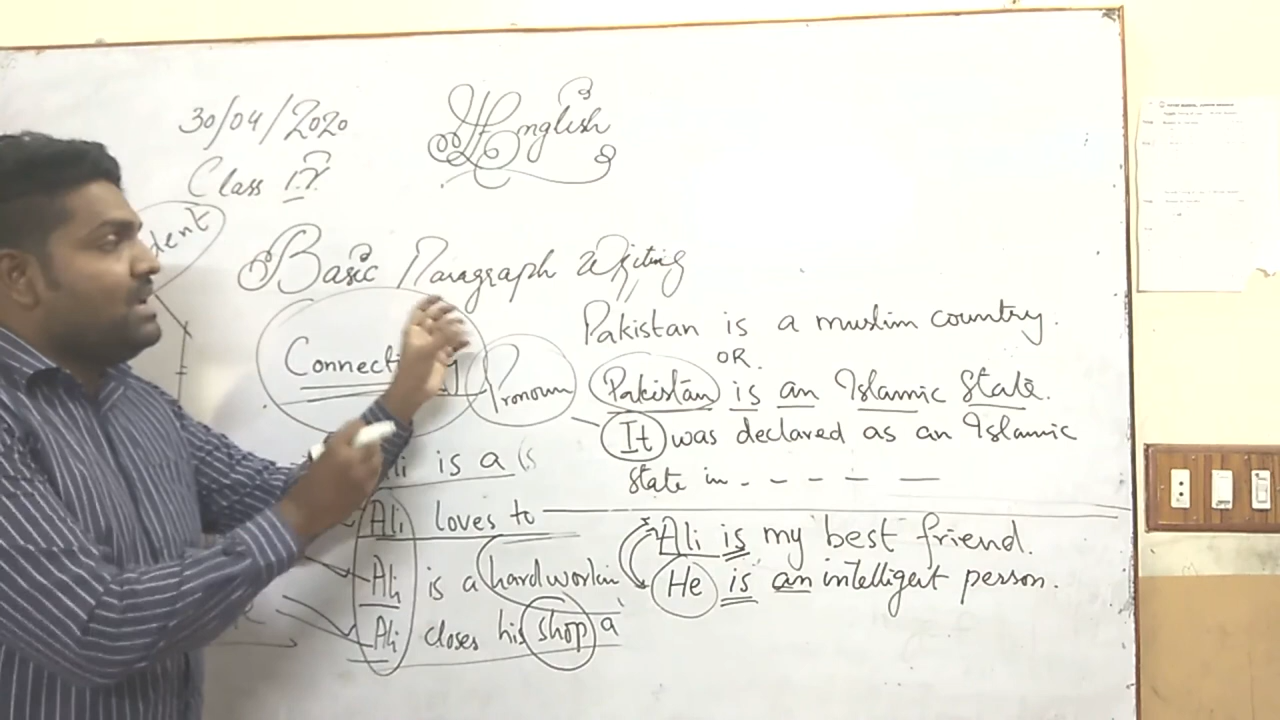 30/04/2020
English
Class IX
dent
Basic Paragraph Writing
Pakistan is a muslim country.
OR.
Pronoun
Pakistan is an Islamic State.
It was declared as an Islamic
state in - - - - —
is a
Ali loves to
Ali is a hardworkin
Ali closes his shop a
Ali is my best friend.
He is an intelligent person.